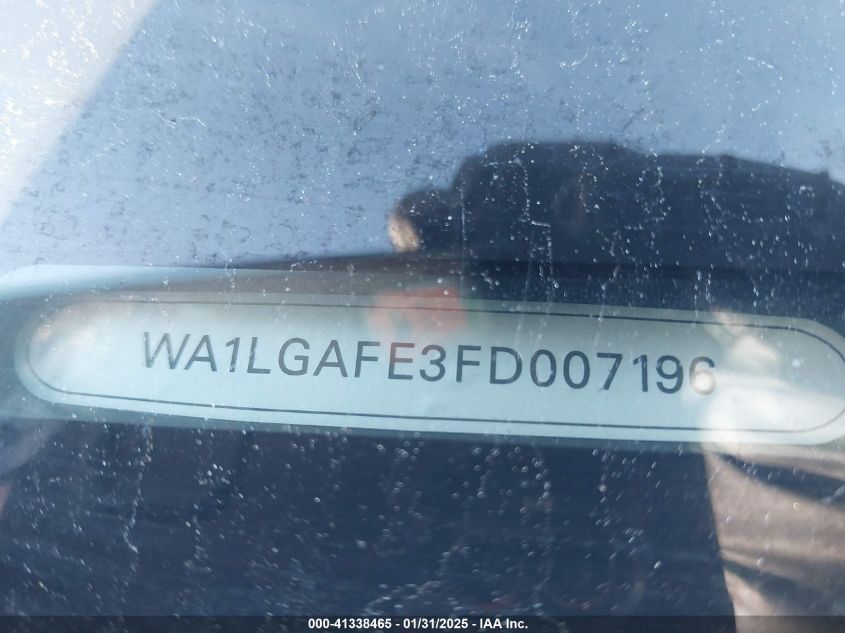 WA1LGAFE3FD007196
000-41338465 - 01/31/2025 - IAA Inc.